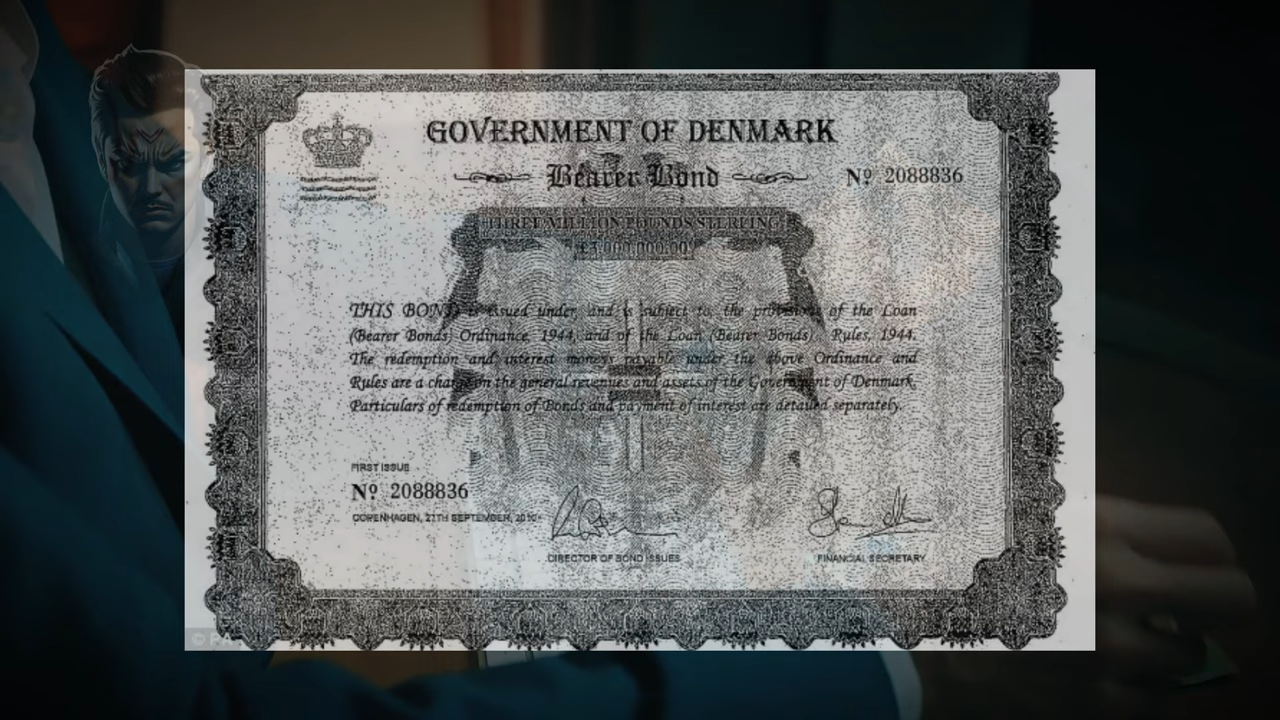 GOVERNMENT OF DENMARK
Bearer Bond
Nº 2088836
THREE MILLION POUNDS STERLING
£3,000,000.00
THIS BOND is issued under and is subject to the provisions of the Loan
(Bearer Bonds) Ordinance, 1944, and of the Loan (Bearer Bonds) Rules, 1944.
The redemption and interest moneys payable under the above Ordinance and
Rules are a charge on the general revenues and assets of the Government of Denmark.
Particulars of redemption of Bonds and payment of interest are detailed separately.
FIRST ISSUE
Nº 2088836
COPENHAGEN, 27TH SEPTEMBER,
DIRECTOR OF BOND ISSUES
FINANCIAL SECRETARY